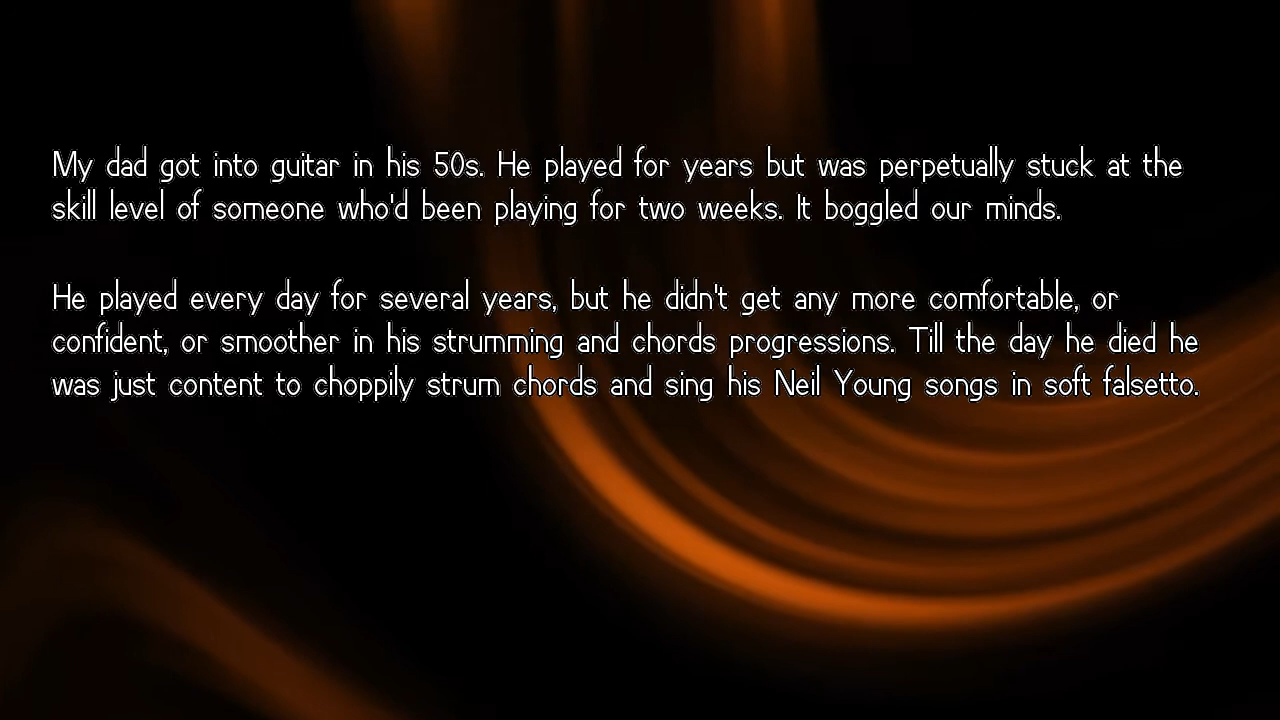 My dad got into guitar in his 50s. He played for years but was perpetually stuck at the
skill level of someone who'd been playing for two weeks. It boggled our minds.
He played every day for several years, but he didn't get any more comfortable, or
confident, or smoother in his strumming and chords progressions. Till the day he died he
was just content to choppily strum chords and sing his Neil Young songs in soft falsetto.